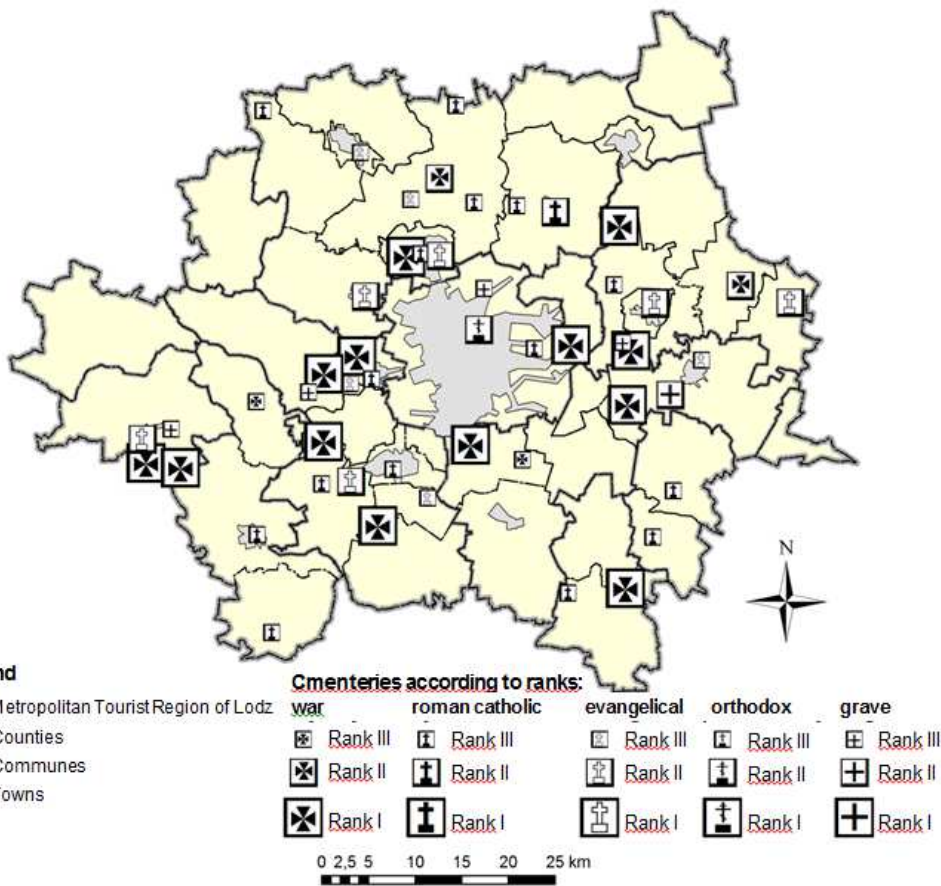 N
nd
Metropolitan Tourist Region of Lodz
Counties
Communes
Towns
Cmenteries according to ranks:
war roman catholic evangelical orthodox grave
Rank III Rank III Rank III Rank III Rank III
Rank II Rank II Rank II Rank II Rank II
Rank I Rank I Rank I Rank I Rank I
0 2,5 5 10 15 20 25 km